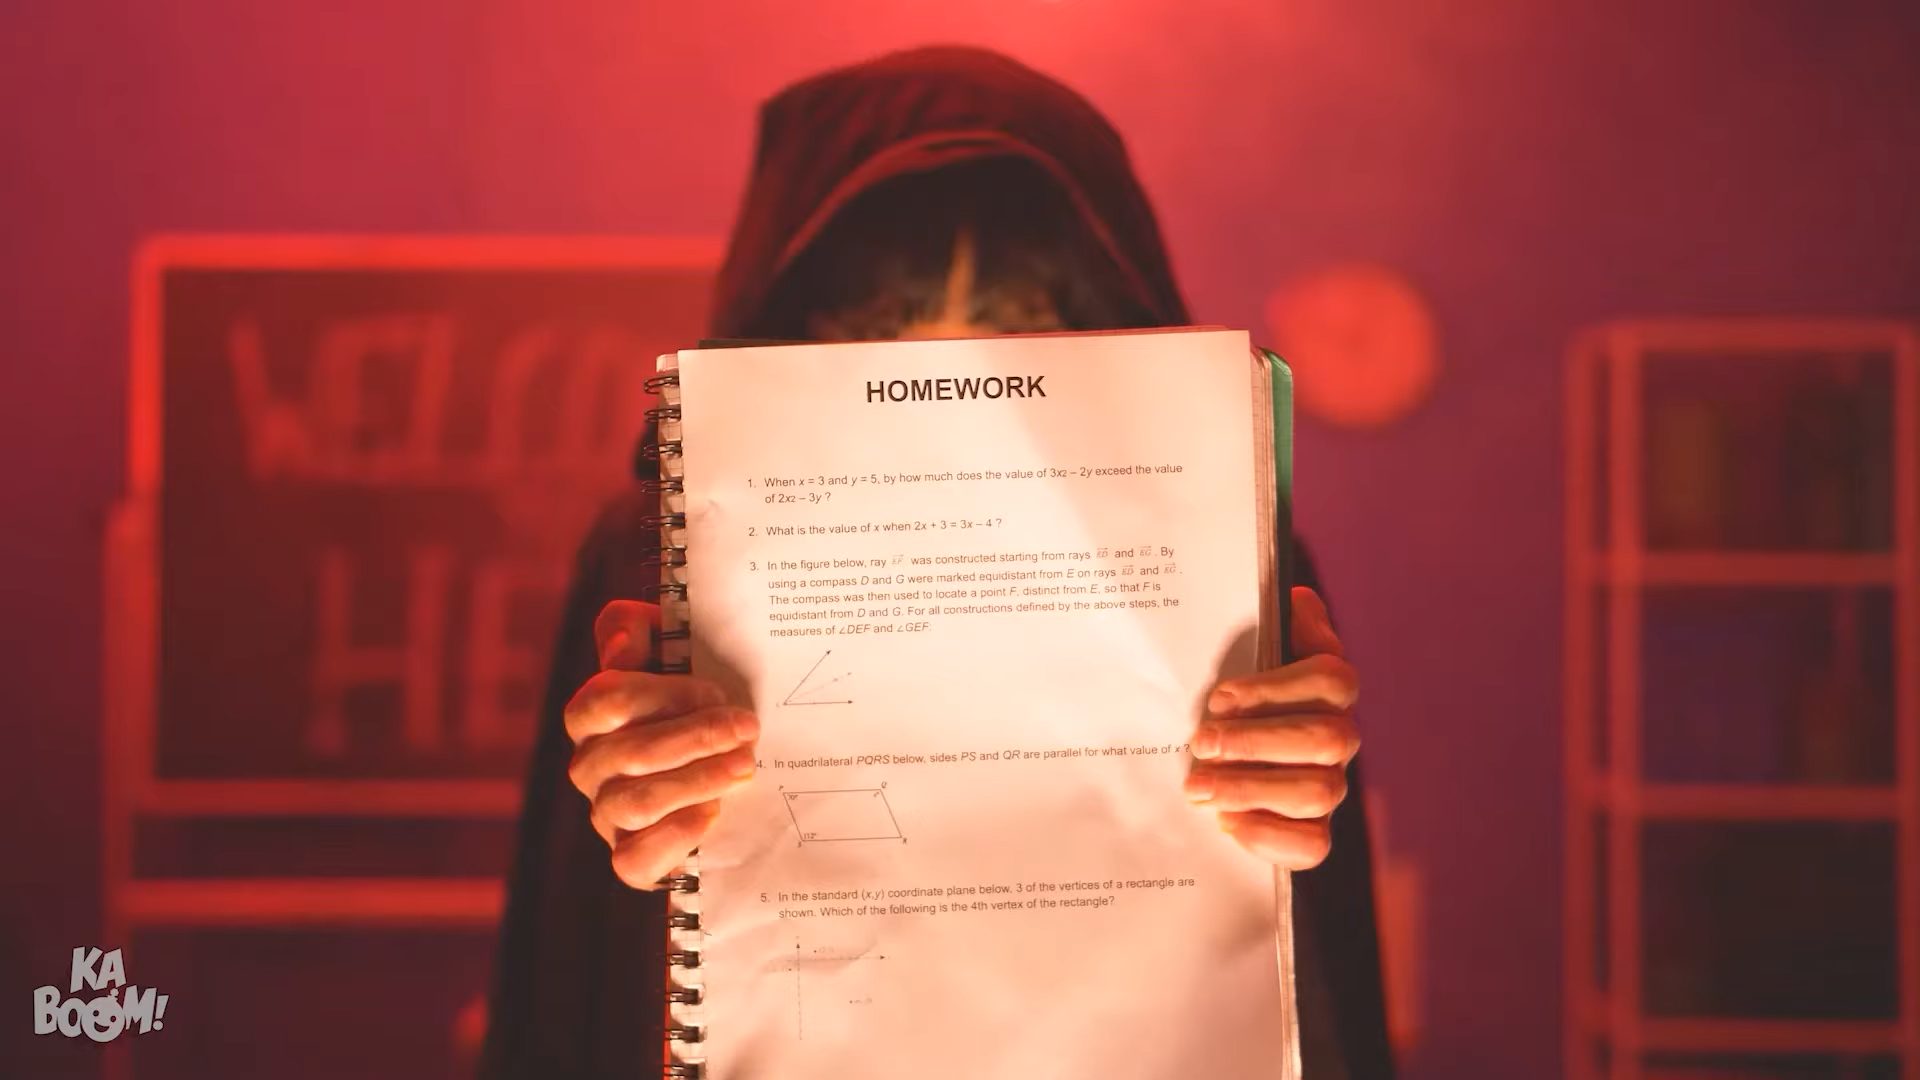 WELCO
HE
HOMEWORK
1. When x = 3 and y = 5, by how much does the value of 3x2 – 2y exceed the value
of 2x2 – 3y ?
2. What is the value of x when 2x + 3 = 3x – 4 ?
3. In the figure below, ray EF was constructed starting from rays ED and EG . By
using a compass D and G were marked equidistant from E on rays ED and EG .
The compass was then used to locate a point F, distinct from E, so that F is
equidistant from D and G. For all constructions defined by the above steps, the
measures of ∠DEF and ∠GEF:
4. In quadrilateral PQRS below, sides PS and QR are parallel for what value of x ?
P
Q
70°
112°
S
R
5. In the standard (x,y) coordinate plane below, 3 of the vertices of a rectangle are
shown. Which of the following is the 4th vertex of the rectangle?
KA
BOOM!